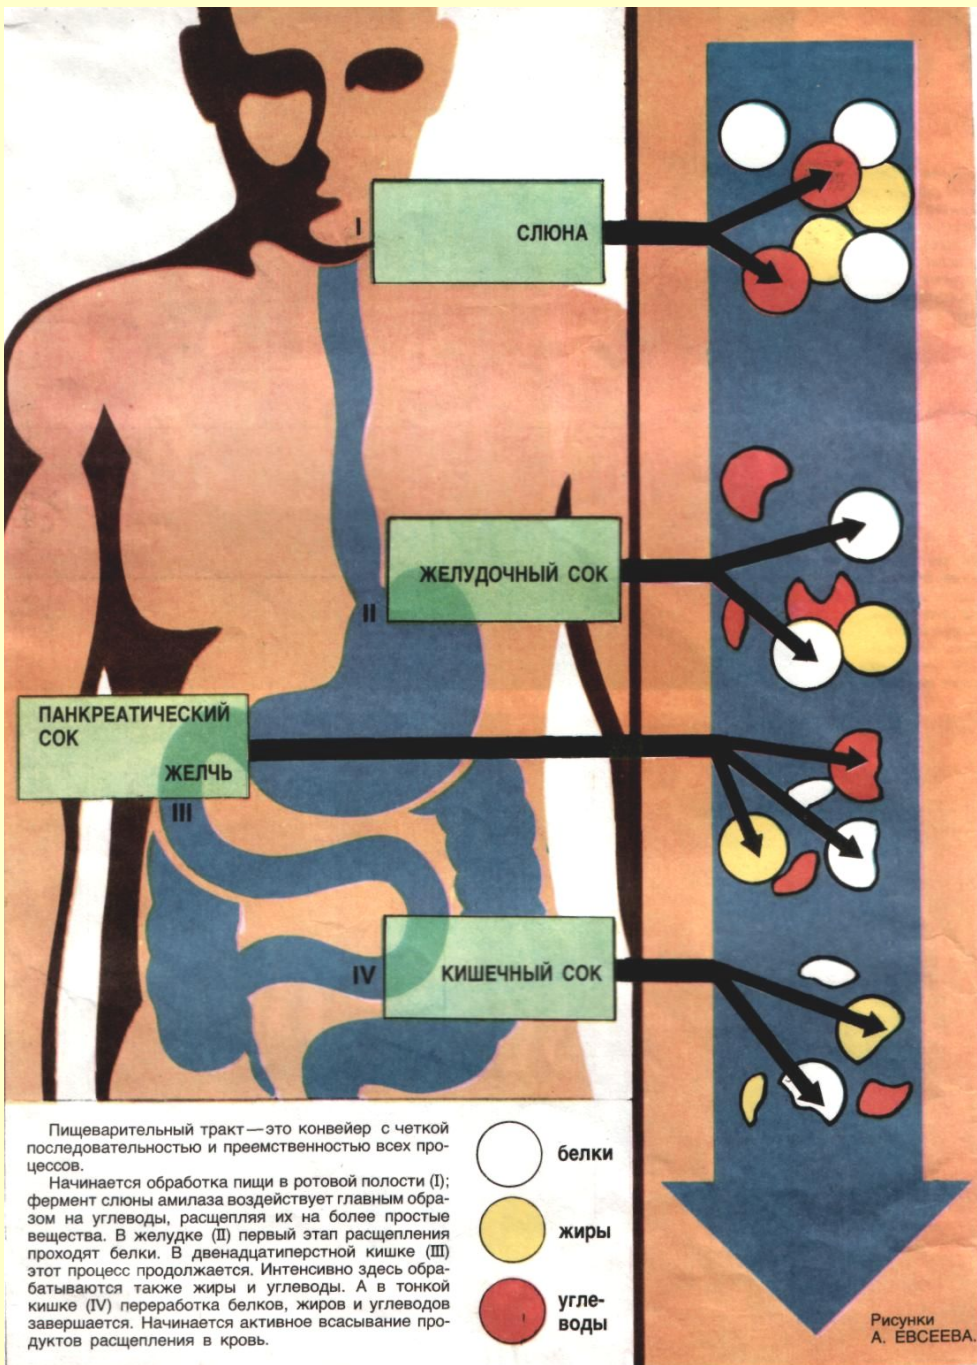 I
СЛЮНА
ЖЕЛУДОЧНЫЙ СОК
II
ПАНКРЕАТИЧЕСКИЙ
СОК
ЖЕЛЧЬ
III
IV
КИШЕЧНЫЙ СОК
Пищеварительный тракт—это конвейер с четкой
последовательностью и преемственностью всех про-
цессов.
Начинается обработка пищи в ротовой полости (I);
фермент слюны амилаза воздействует главным обра-
зом на углеводы, расщепляя их на более простые
вещества. В желудке (II) первый этап расщепления
проходят белки. В двенадцатиперстной кишке (III)
этот процесс продолжается. Интенсивно здесь обра-
батываются также жиры и углеводы. А в тонкой
кишке (IV) переработка белков, жиров и углеводов
завершается. Начинается активное всасывание про-
дуктов расщепления в кровь.
белки
жиры
угле-
воды
Рисунки
А. ЕВСЕЕВА.